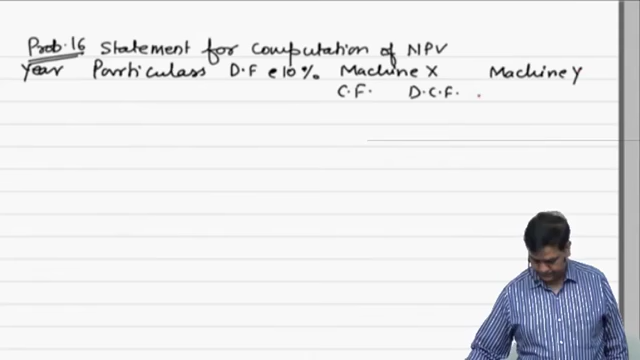 Prob.16 Statement for Computation of NPV
Year Particulars D.F @ 10% Machine X Machine Y
C.F. D.C.F.